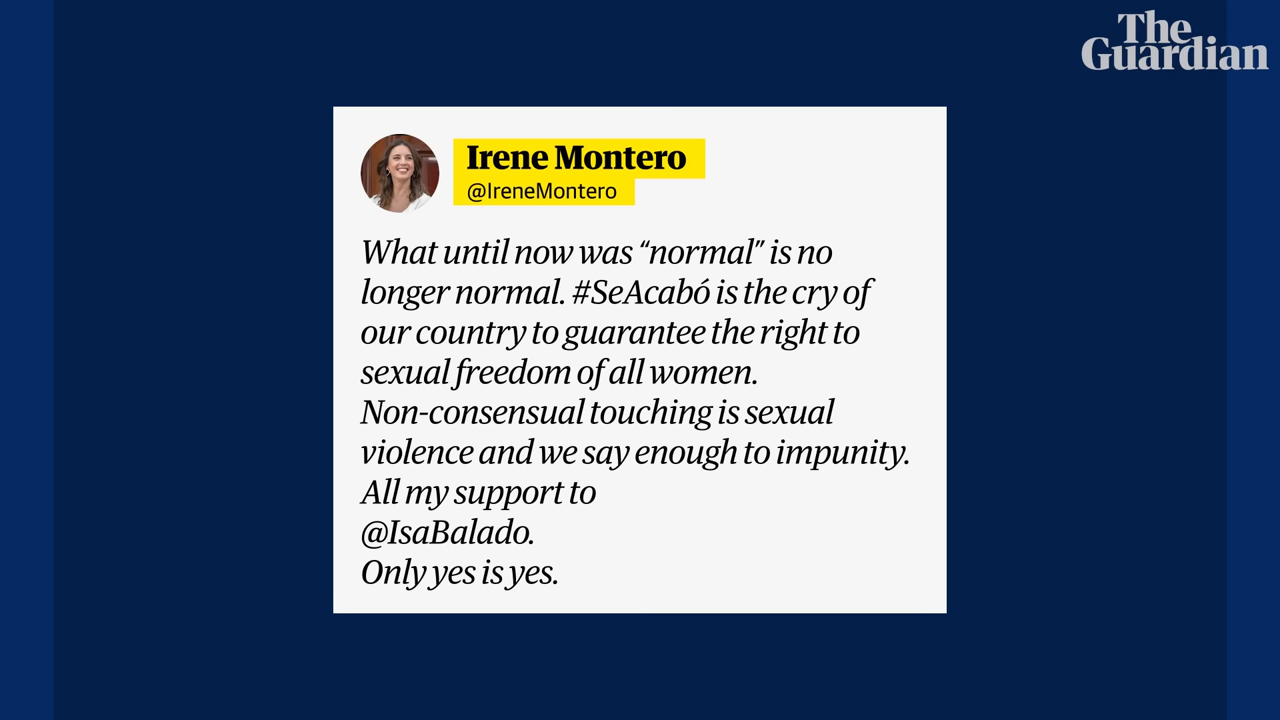 The
Guardian
Irene Montero
@IreneMontero
What until now was “normal” is no
longer normal. #SeAcabó is the cry of
our country to guarantee the right to
sexual freedom of all women.
Non-consensual touching is sexual
violence and we say enough to impunity.
All my support to
@IsaBalado.
Only yes is yes.